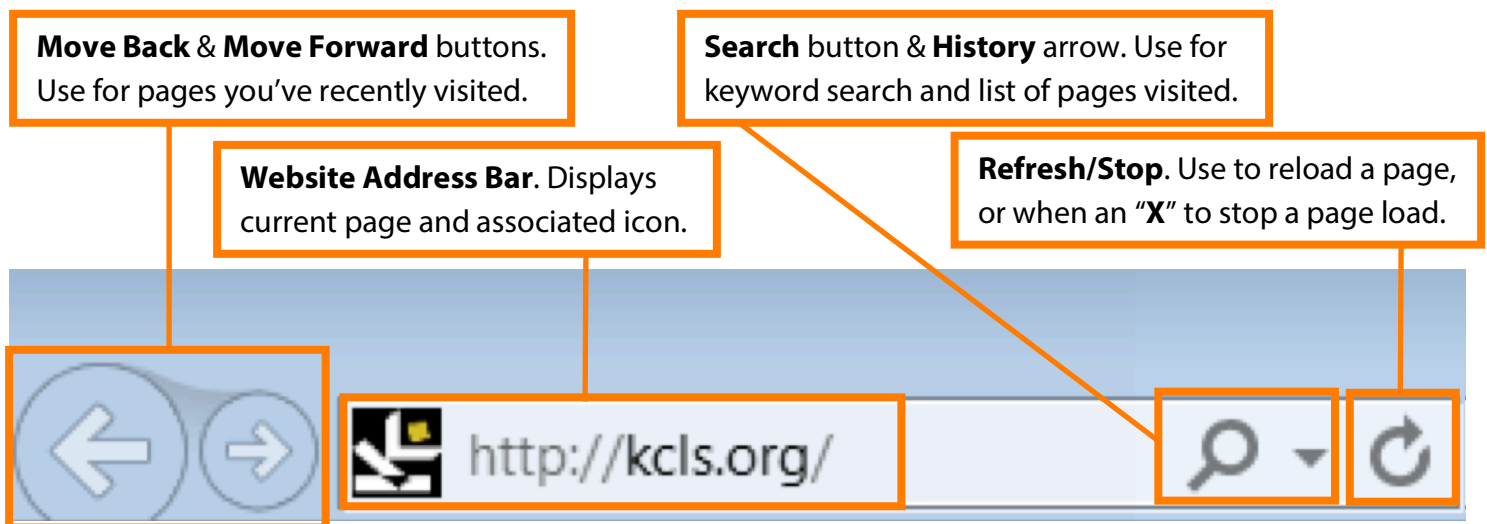 Move Back & Move Forward buttons.
Use for pages you’ve recently visited.
Search button & History arrow. Use for
keyword search and list of pages visited.
Website Address Bar. Displays
current page and associated icon.
Refresh/Stop. Use to reload a page,
or when an “X” to stop a page load.
http://kcls.org/